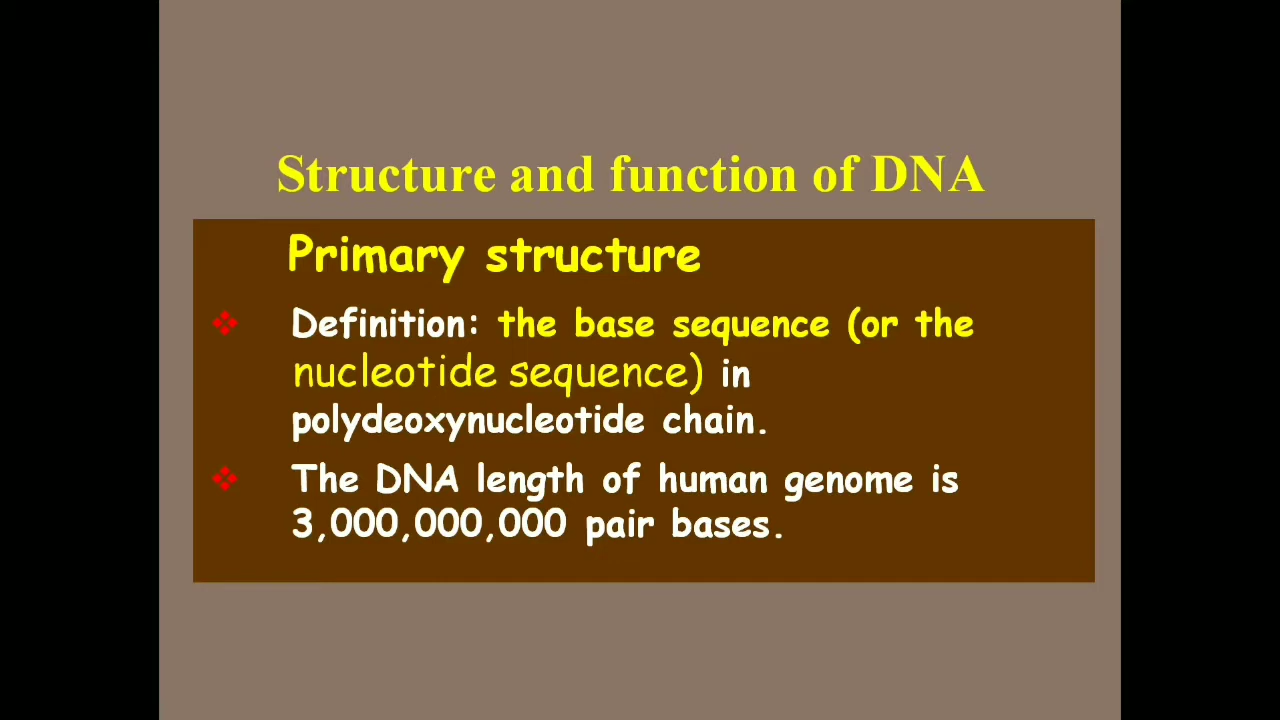 Structure and function of DNA
Primary structure
Definition: the base sequence (or the
nucleotide sequence) in
polydeoxynucleotide chain.
The DNA length of human genome is
3,000,000,000 pair bases.